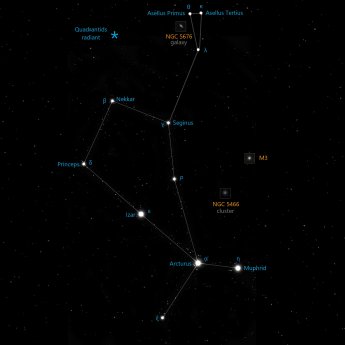 θ κ
Asellus Primus Asellus Tertius
Quadrantids
radiant
NGC 5676
galaxy
λ
β Nekkar
γ Seginus
M3
Princeps δ
ρ
NGC 5466
cluster
Izar ε
Arcturus α η
Muphrid
ζ